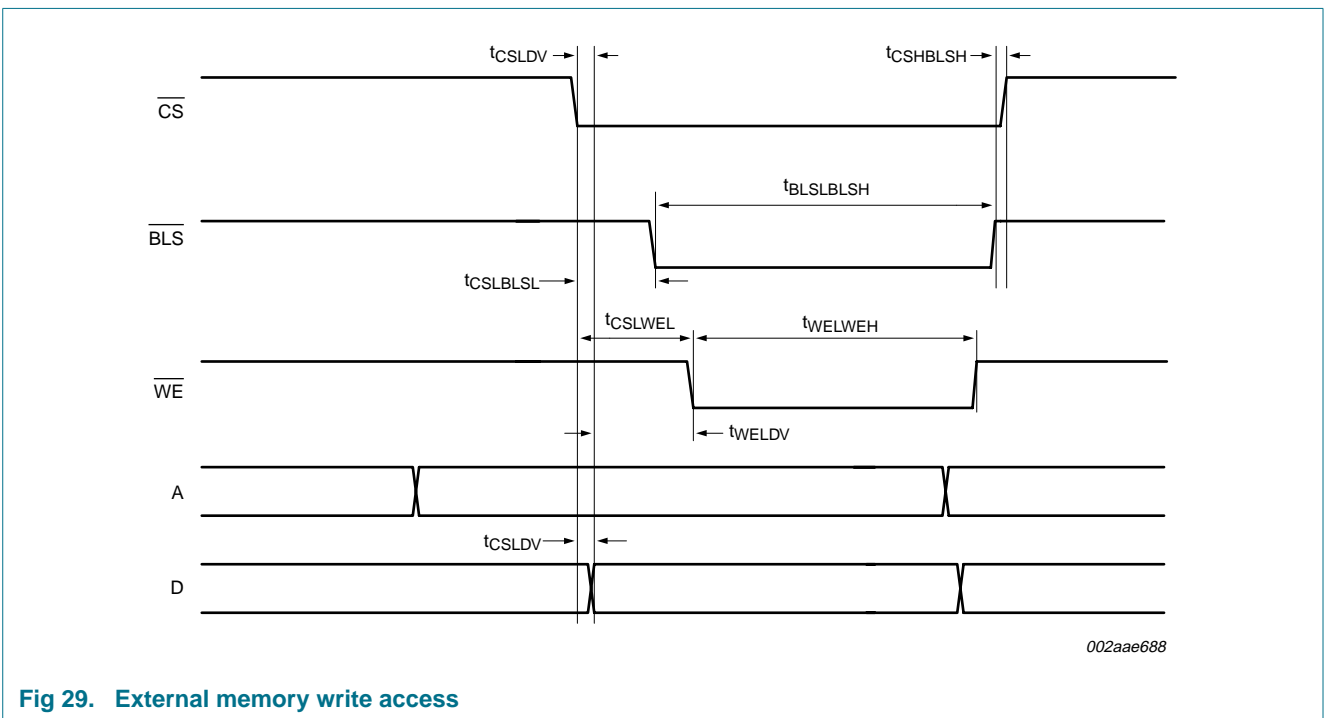 tCSLDV
tCSHBLSH
CS
tBLSLBLSH
BLS
tCSLBLSL
tCSLWEL
tWELWEH
WE
tWELDV
A
tCSLDV
D
002aae688
Fig 29. External memory write access